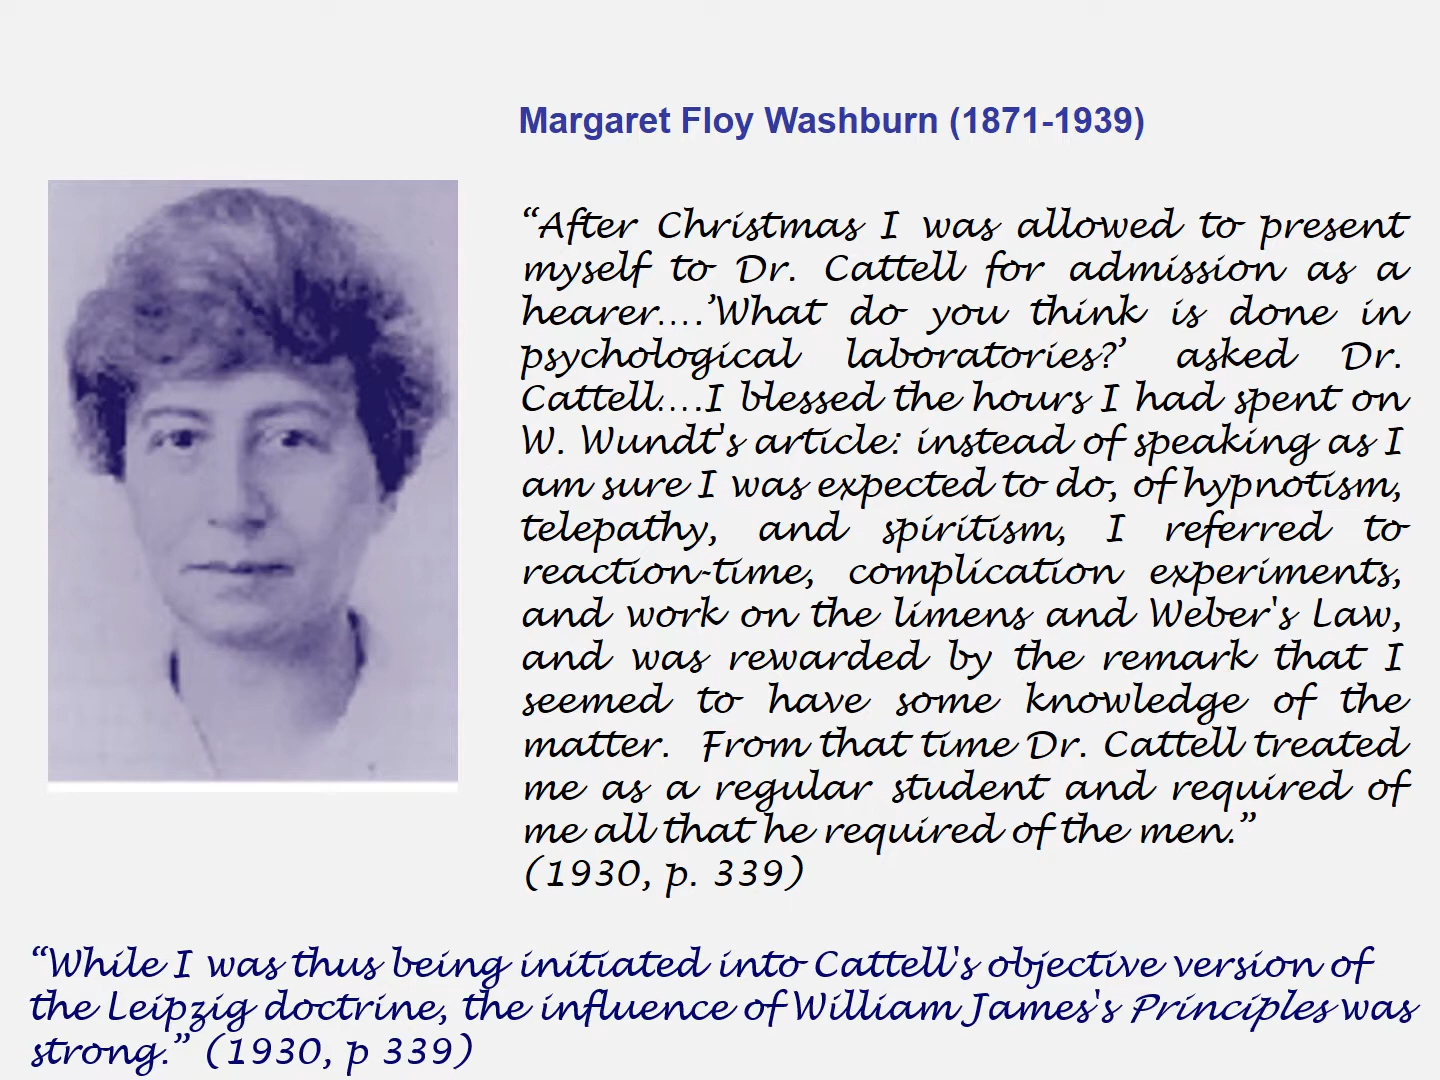 Margaret Floy Washburn (1871-1939)
“After Christmas I was allowed to present
myself to Dr. Cattell for admission as a
hearer….’What do you think is done in
psychological laboratories?’ asked Dr.
Cattell….I blessed the hours I had spent on
W. Wundt's article: instead of speaking as I
am sure I was expected to do, of hypnotism,
telepathy, and spiritism, I referred to
reaction-time, complication experiments,
and work on the limens and Weber's Law,
and was rewarded by the remark that I
seemed to have some knowledge of the
matter. From that time Dr. Cattell treated
me as a regular student and required of
me all that he required of the men.”
(1930, p. 339)
“While I was thus being initiated into Cattell's objective version of
the Leipzig doctrine, the influence of William James's Principles was
strong.” (1930, p 339)